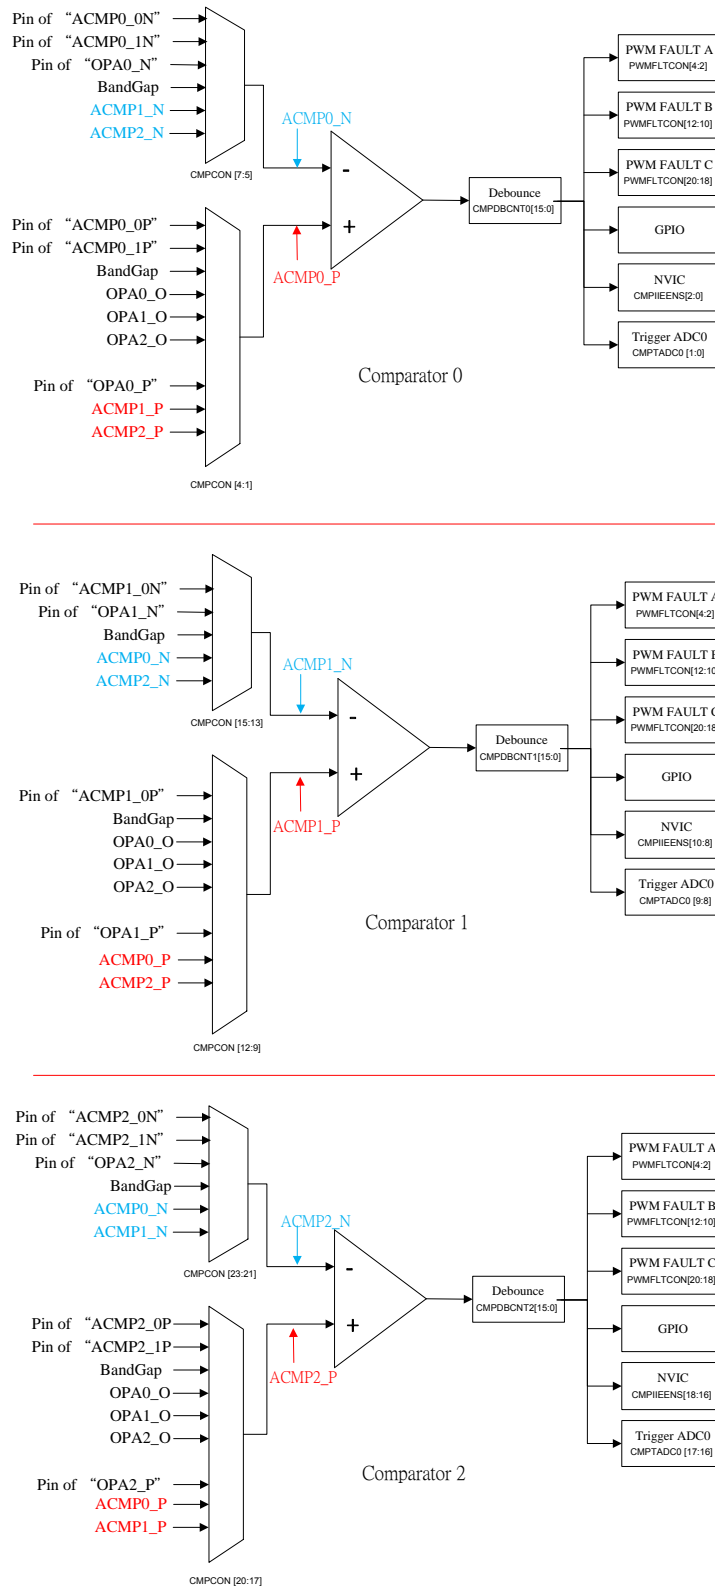 Pin of “ACMP0_0N”
Pin of “ACMP0_1N”
Pin of “OPA0_N”
BandGap
ACMP1_N
ACMP2_N
CMPCON [7:5]
ACMP0_N
-
Pin of “ACMP0_0P”
Pin of “ACMP0_1P
BandGap
OPA0_O
OPA1_O
OPA2_O
Pin of “OPA0_P”
ACMP1_P
ACMP2_P
CMPCON [4:1]
+
ACMP0_P
Debounce
CMPDBCNT0[15:0]
PWM FAULT A
PWMFLTCON[4:2]
PWM FAULT B
PWMFLTCON[12:10]
PWM FAULT C
PWMFLTCON[20:18]
GPIO
NVIC
CMPIIEENS[2:0]
Trigger ADC0
CMPTADC0 [1:0]
Comparator 0
Pin of “ACMP1_0N”
Pin of “OPA1_N”
BandGap
ACMP0_N
ACMP2_N
CMPCON [15:13]
ACMP1_N
-
Pin of “ACMP1_0P”
BandGap
OPA0_O
OPA1_O
OPA2_O
Pin of “OPA1_P”
ACMP0_P
ACMP2_P
CMPCON [12:9]
+
ACMP1_P
Debounce
CMPDBCNT1[15:0]
PWM FAULT A
PWMFLTCON[4:2]
PWM FAULT B
PWMFLTCON[12:10
PWM FAULT C
PWMFLTCON[20:18
GPIO
NVIC
CMPIIEENS[10:8]
Trigger ADC0
CMPTADC0 [9:8]
Comparator 1
Pin of “ACMP2_0N”
Pin of “ACMP2_1N”
Pin of “OPA2_N”
BandGap
ACMP0_N
ACMP1_N
CMPCON [23:21]
ACMP2_N
-
Pin of “ACMP2_0P
Pin of “ACMP2_1P
BandGap
OPA0_O
OPA1_O
OPA2_O
Pin of “OPA2_P”
ACMP0_P
ACMP1_P
CMPCON [20:17]
+
ACMP2_P
Debounce
CMPDBCNT2[15:0]
PWM FAULT A
PWMFLTCON[4:2]
PWM FAULT B
PWMFLTCON[12:10]
PWM FAULT C
PWMFLTCON[20:18]
GPIO
NVIC
CMPIIEENS[18:16]
Trigger ADC0
CMPTADC0 [17:16]
Comparator 2